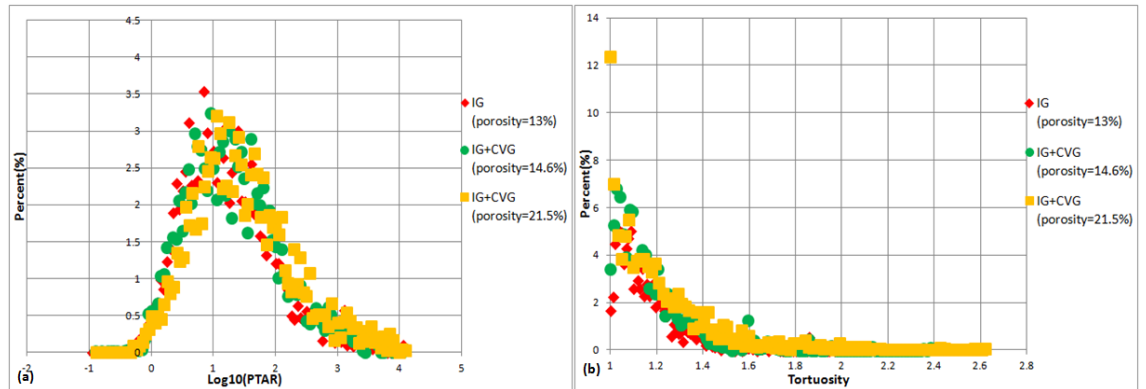 4.5
4
3.5
3
2.5
2
1.5
1
0.5
0
-2
-1
0
1
2
3
4
5
Percent(%)
Log10(PTAR)
(a)
IG
(porosity=13%)
IG+CVG
(porosity=14.6%)
IG+CVG
(porosity=21.5%)
14
12
10
8
6
4
2
0
1
1.2
1.4
1.6
1.8
2
2.2
2.4
2.6
2.8
Percent(%)
Tortuosity
(b)
IG
(porosity=13%)
IG+CVG
(porosity=14.6%)
IG+CVG
(porosity=21.5%)